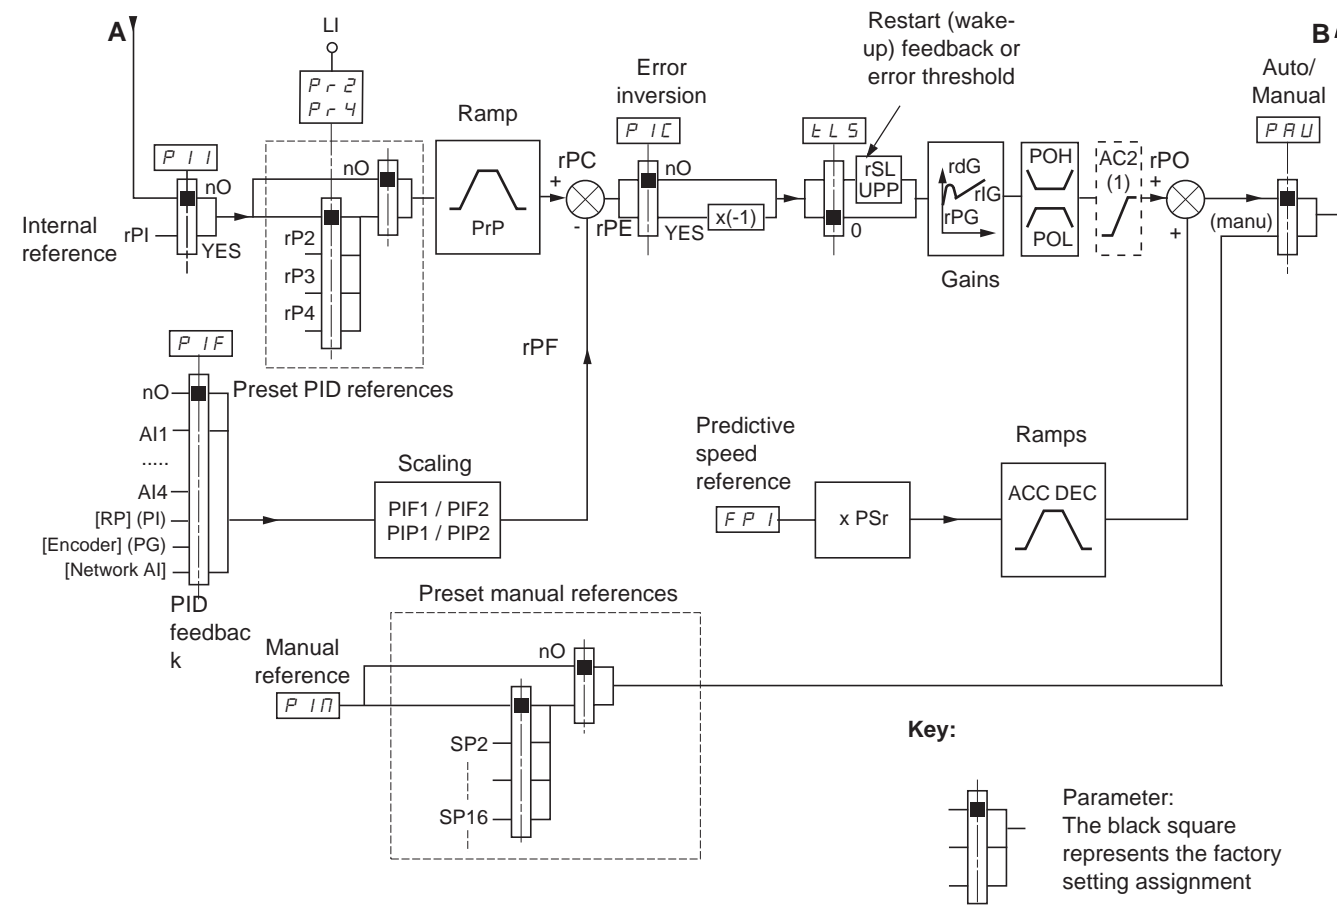 A
LI
Pr2
Pr4
Restart (wake-
up) feedback or
error threshold
B
Error
inversion
Auto/
Manual
Ramp
PII
nO
nO
PrP
rPC
+
-
rPE
PIC
nO
YES
x(-1)
tLS
rSL
UPP
0
rdG
rIG
rPG
Gains
POH
POL
AC2
(1)
rPO
+
+
PAU
(manu)
Internal
reference
rPI
YES
rP2
rP3
rP4
Preset PID references
PIF
nO
AI1
.....
AI4
[RP] (PI)
[Encoder] (PG)
[Network AI]
PID
feedbac
k
rPF
Scaling
PIF1 / PIF2
PIP1 / PIP2
Predictive
speed
reference
FPI
x PSr
Ramps
ACC DEC
Preset manual references
Manual
reference
PIM
nO
SP2
SP16
Key:
Parameter:
The black square
represents the factory
setting assignment